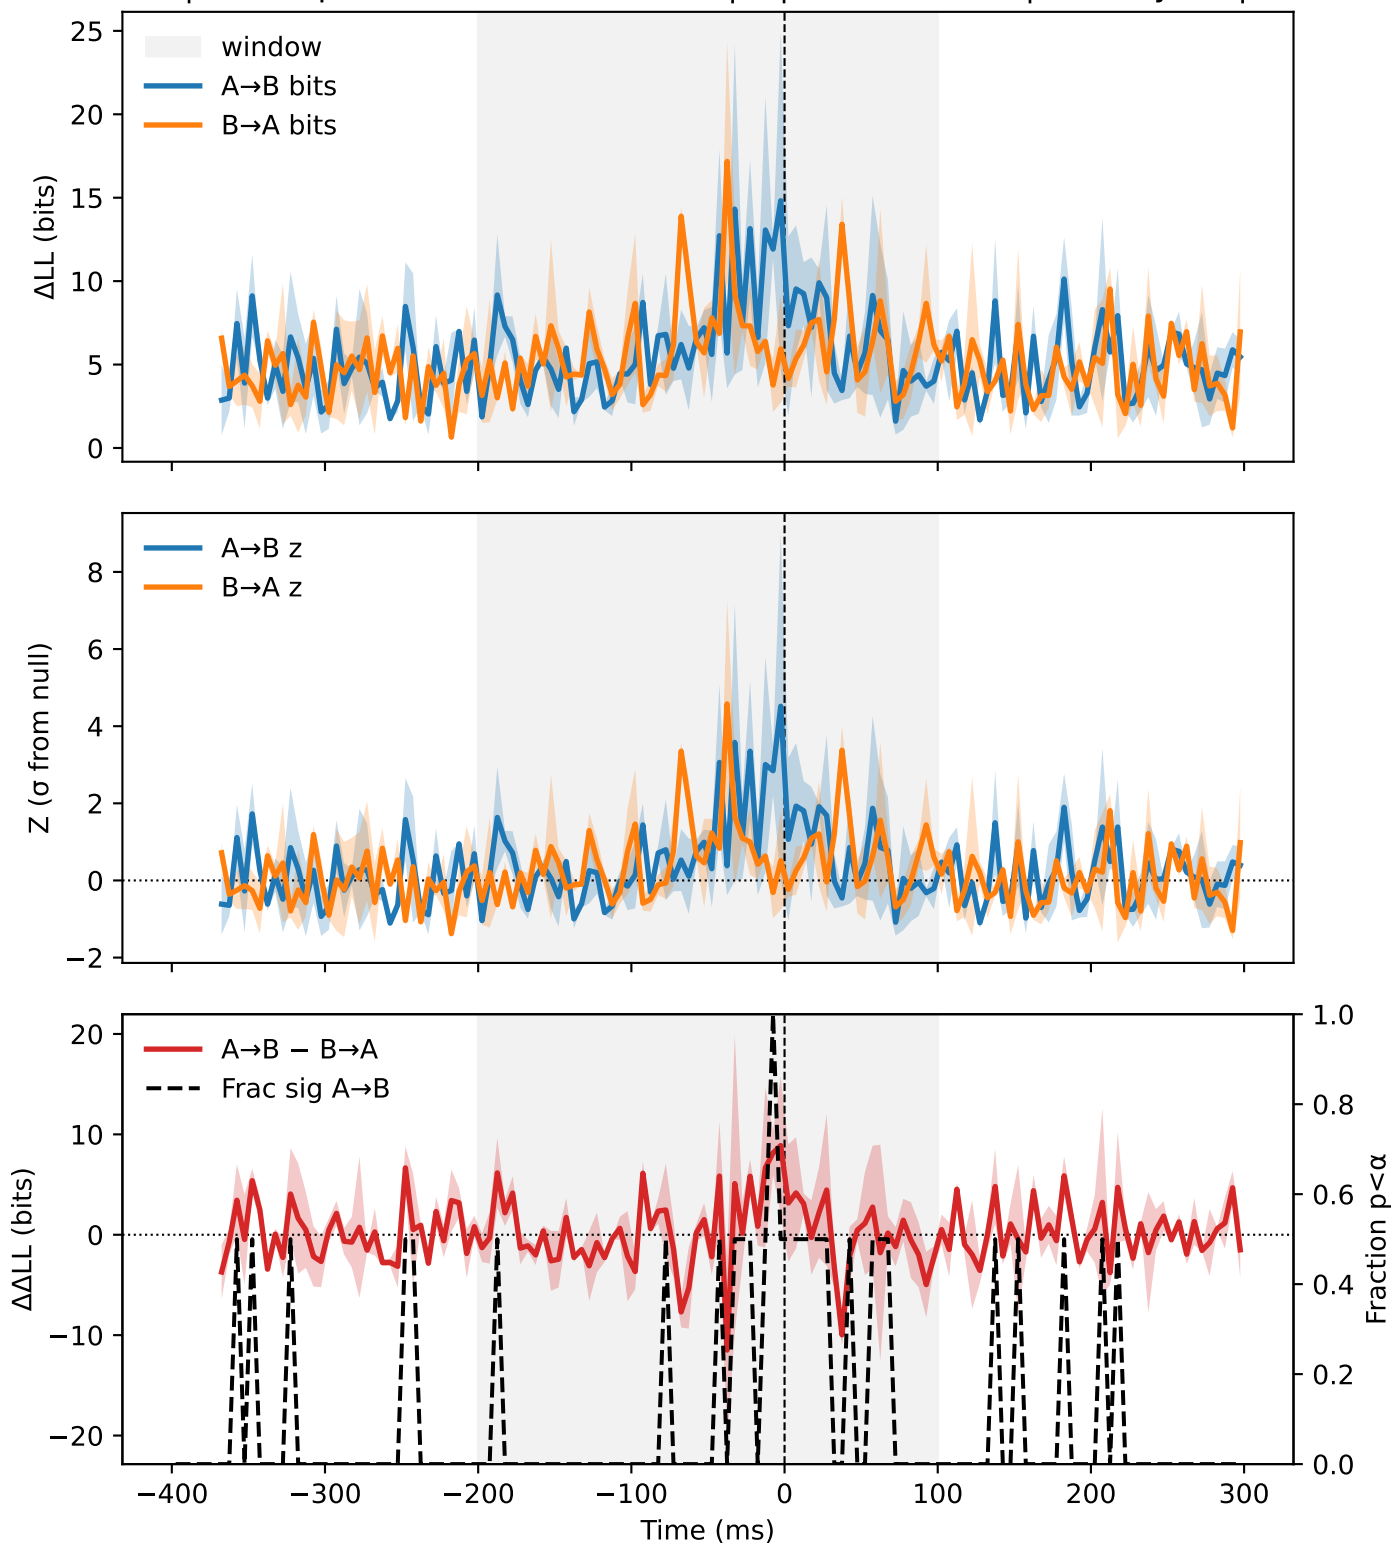 25
20
15
10
5
0
ΔLL (bits)
window
A→B bits
B→A bits
8
6
4
2
0
−2
Z (σ from null)
A→B z
B→A z
20
10
0
−10
−20
ΔΔLL (bits)
A→B − B→A
Frac sig A→B
1.0
0.8
0.6
0.4
0.2
0.0
Fraction p<α
−400 −300 −200 −100 0 100 200 300
Time (ms)